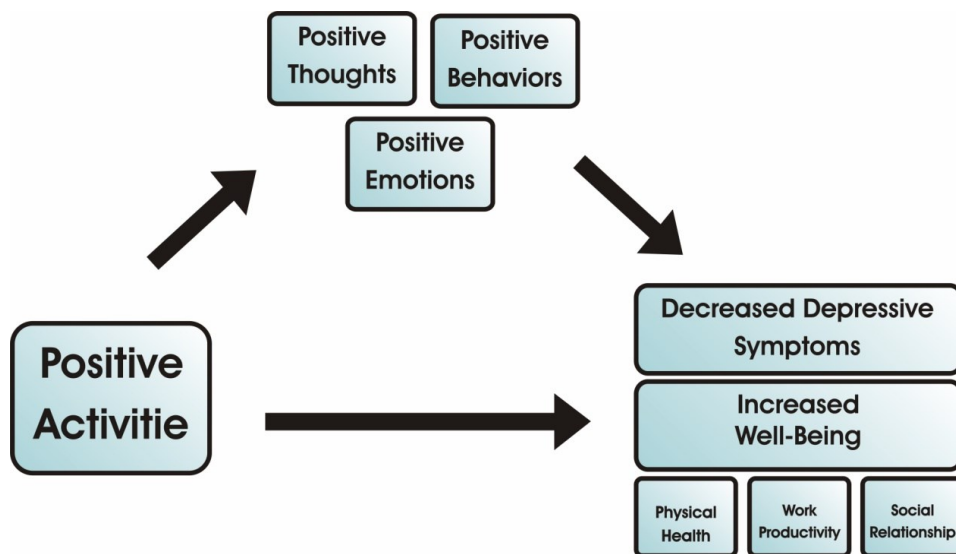 Positive
Thoughts
Positive
Behaviors
Positive
Emotions
Decreased Depressive
Symptoms
Positive
Activitie
Increased
Well-Being
Physical
Health
Work
Productivity
Social
Relationship